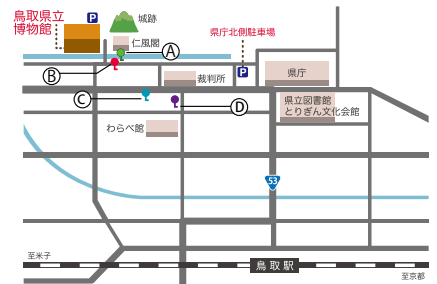 鳥取県立
博物館
P
城跡
仁風閣
A
県庁北側駐車場
B
裁判所
P
県庁
C
D
県立図書館
とりぎん文化会館
わらべ館
53
至米子
鳥取駅
至京都